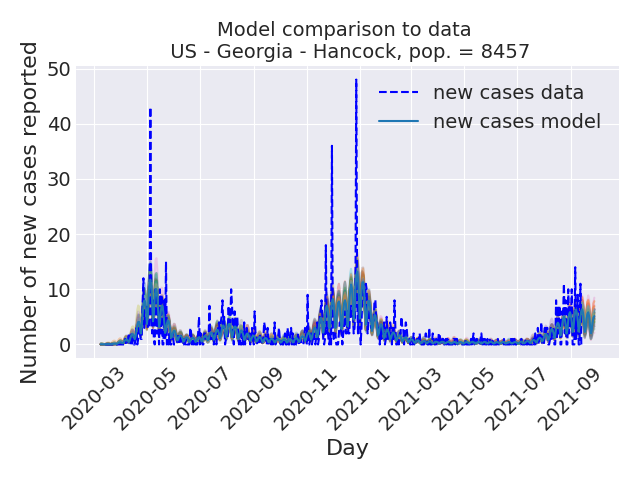 Model comparison to data
US - Georgia - Hancock, pop. = 8457
Number of new cases reported
50
40
30
20
10
0
new cases data
new cases model
2020-03
2020-05
2020-07
2020-09
2020-11
2021-01
2021-03
2021-05
2021-07
2021-09
Day